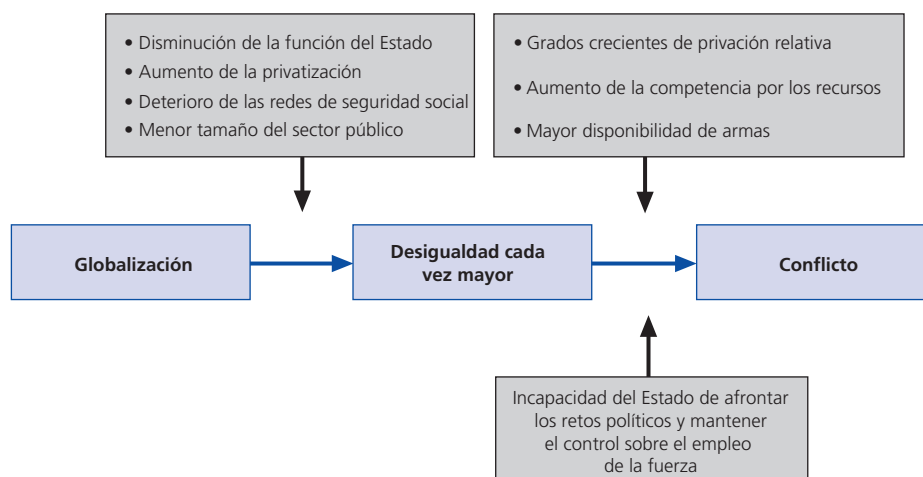 • Disminución de la función del Estado
• Aumento de la privatización
• Deterioro de las redes de seguridad social
• Menor tamaño del sector público
• Grados crecientes de privación relativa
• Aumento de la competencia por los recursos
• Mayor disponibilidad de armas
Globalización
Desigualdad cada
vez mayor
Conflicto
Incapacidad del Estado de afrontar
los retos políticos y mantener
el control sobre el empleo
de la fuerza